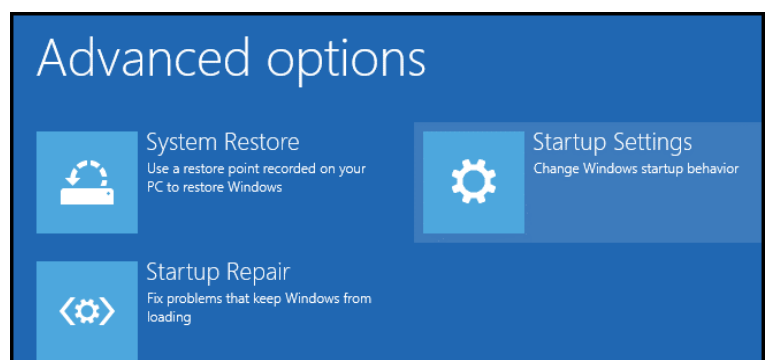 Advanced options
System Restore
Use a restore point recorded on your
PC to restore Windows
Startup Settings
Change Windows startup behavior
Startup Repair
Fix problems that keep Windows from
loading